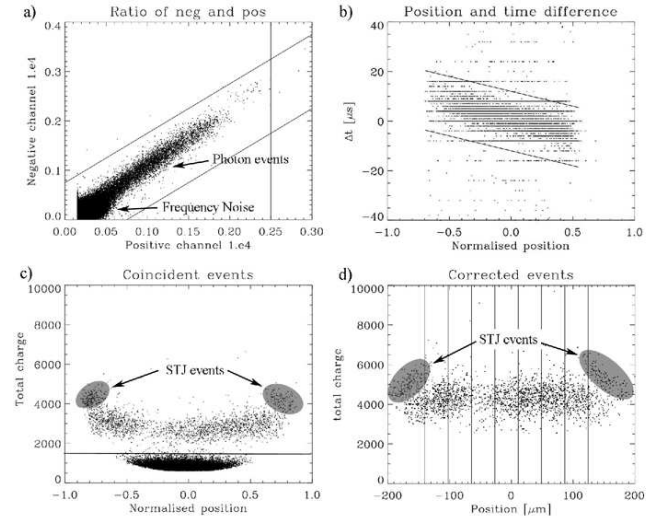 a) Ratio of neg and pos
Negative channel 1.e4
0.4
0.3
0.2
0.1
0.0
Photon events
Frequency Noise
0.00 0.05 0.10 0.15 0.20 0.25 0.30
Positive channel 1.e4
b) Position and time difference
Δt [μs]
40
20
0
-20
-40
-1.0 -0.5 0.0 0.5 1.0
Normalised position
c) Coincident events
Total charge
10000
8000
6000
4000
2000
0
STJ events
-1.0 -0.5 0.0 0.5 1.0
Normalised position
d) Corrected events
total charge
10000
8000
6000
4000
2000
0
STJ events
-200 -100 0 100 200
Position [μm]